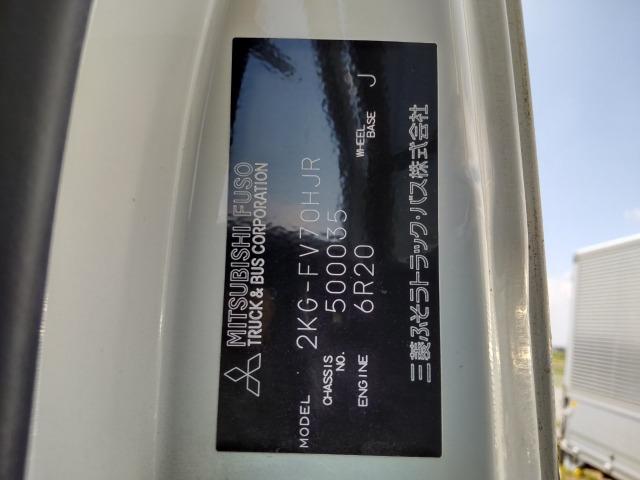 MITSUBISHI FUSO
TRUCK & BUS CORPORATION
MODEL 2KG-FV70HJR
CHASSIS NO. 500035
ENGINE 6R20 WHEEL BASE J
三菱ふそうトラック・バス株式会社